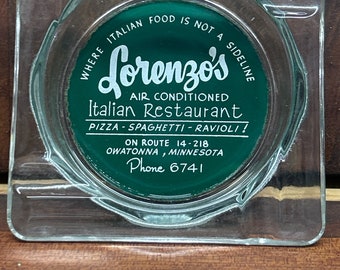 WHERE ITALIAN FOOD IS NOT A SIDELINE
Lorenzo's
AIR CONDITIONED
Italian Restaurant
PIZZA - SPAGHETTI - RAVIOLI!
ON ROUTE 14-218
OWATONNA, MINNESOTA
Phone 6741